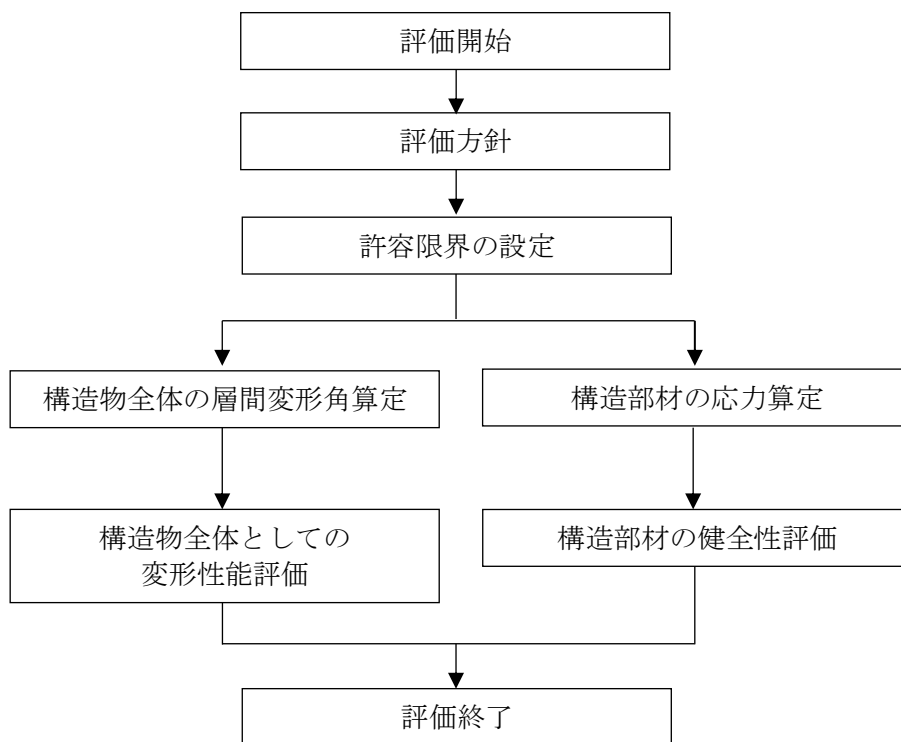 評価開始
評価方針
許容限界の設定
構造物全体の層間変形角算定
構造部材の応力算定
構造物全体としての
変形性能評価
構造部材の健全性評価
評価終了